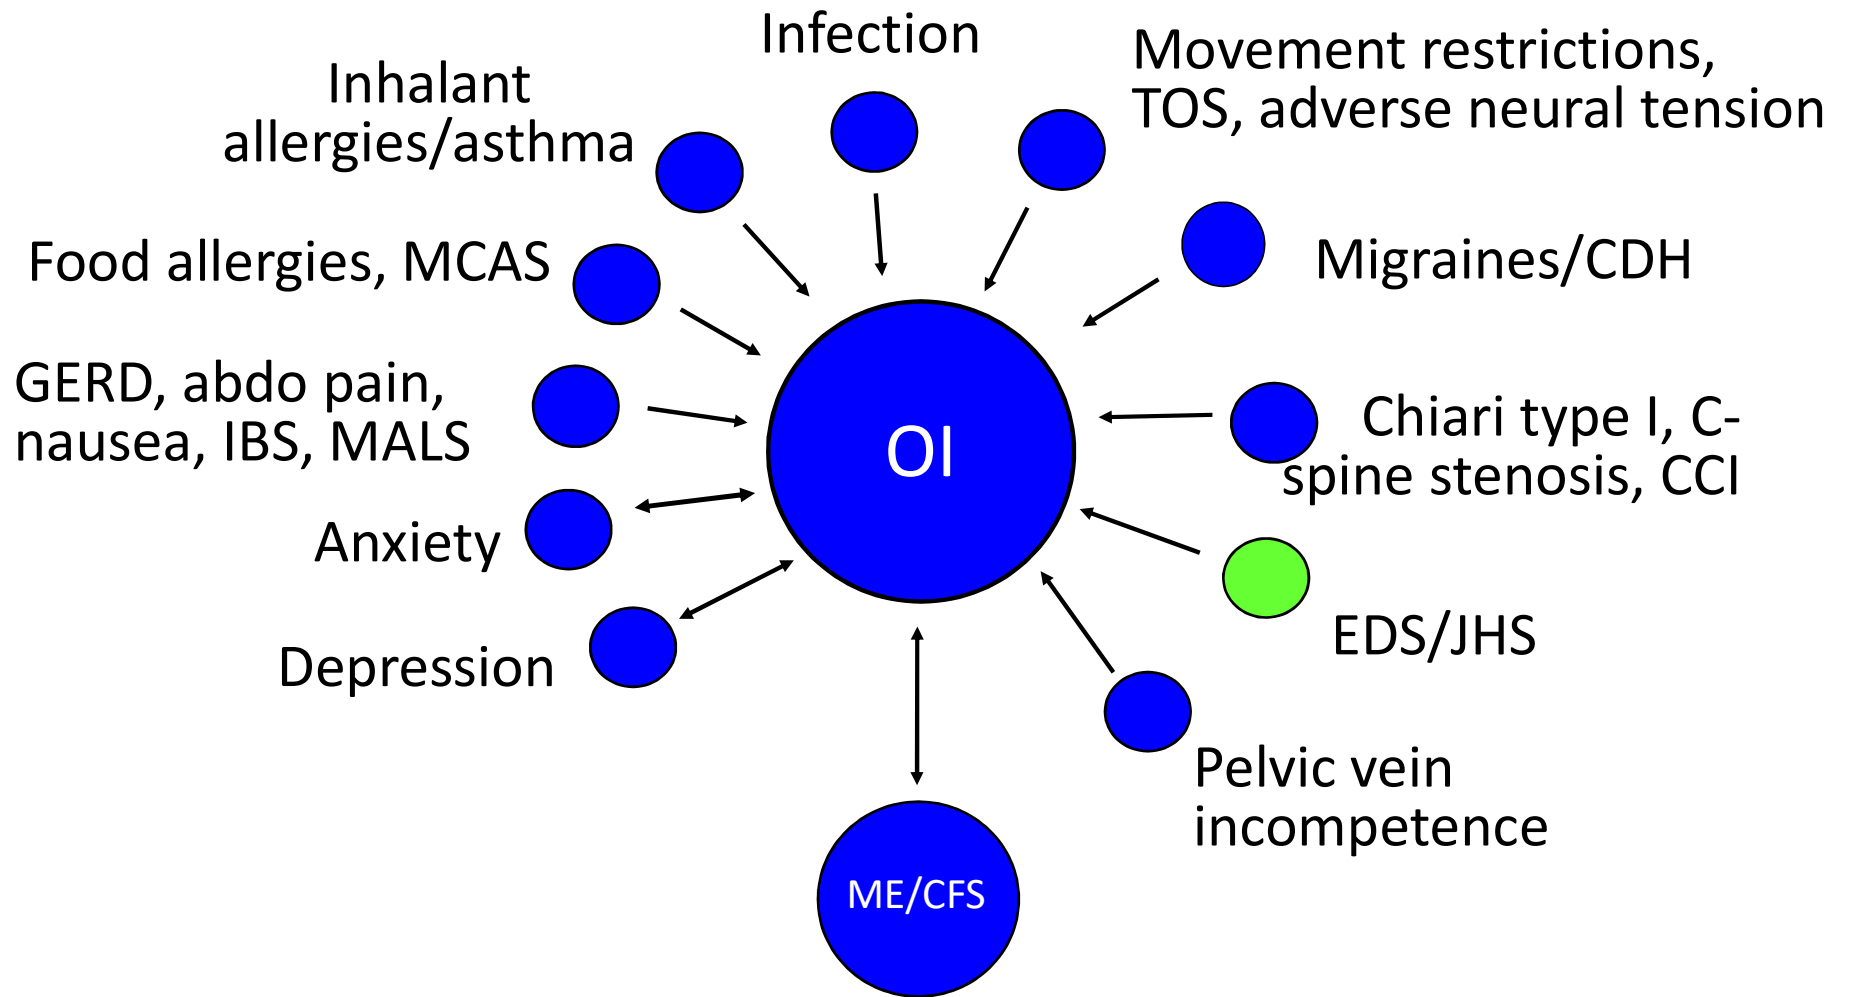 Infection
Movement restrictions,
TOS, adverse neural tension
Inhalant
allergies/asthma
Food allergies, MCAS
Migraines/CDH
GERD, abdo pain,
nausea, IBS, MALS
OI
Chiari type I, C-
spine stenosis, CCI
Anxiety
EDS/JHS
Depression
Pelvic vein
incompetence
ME/CFS